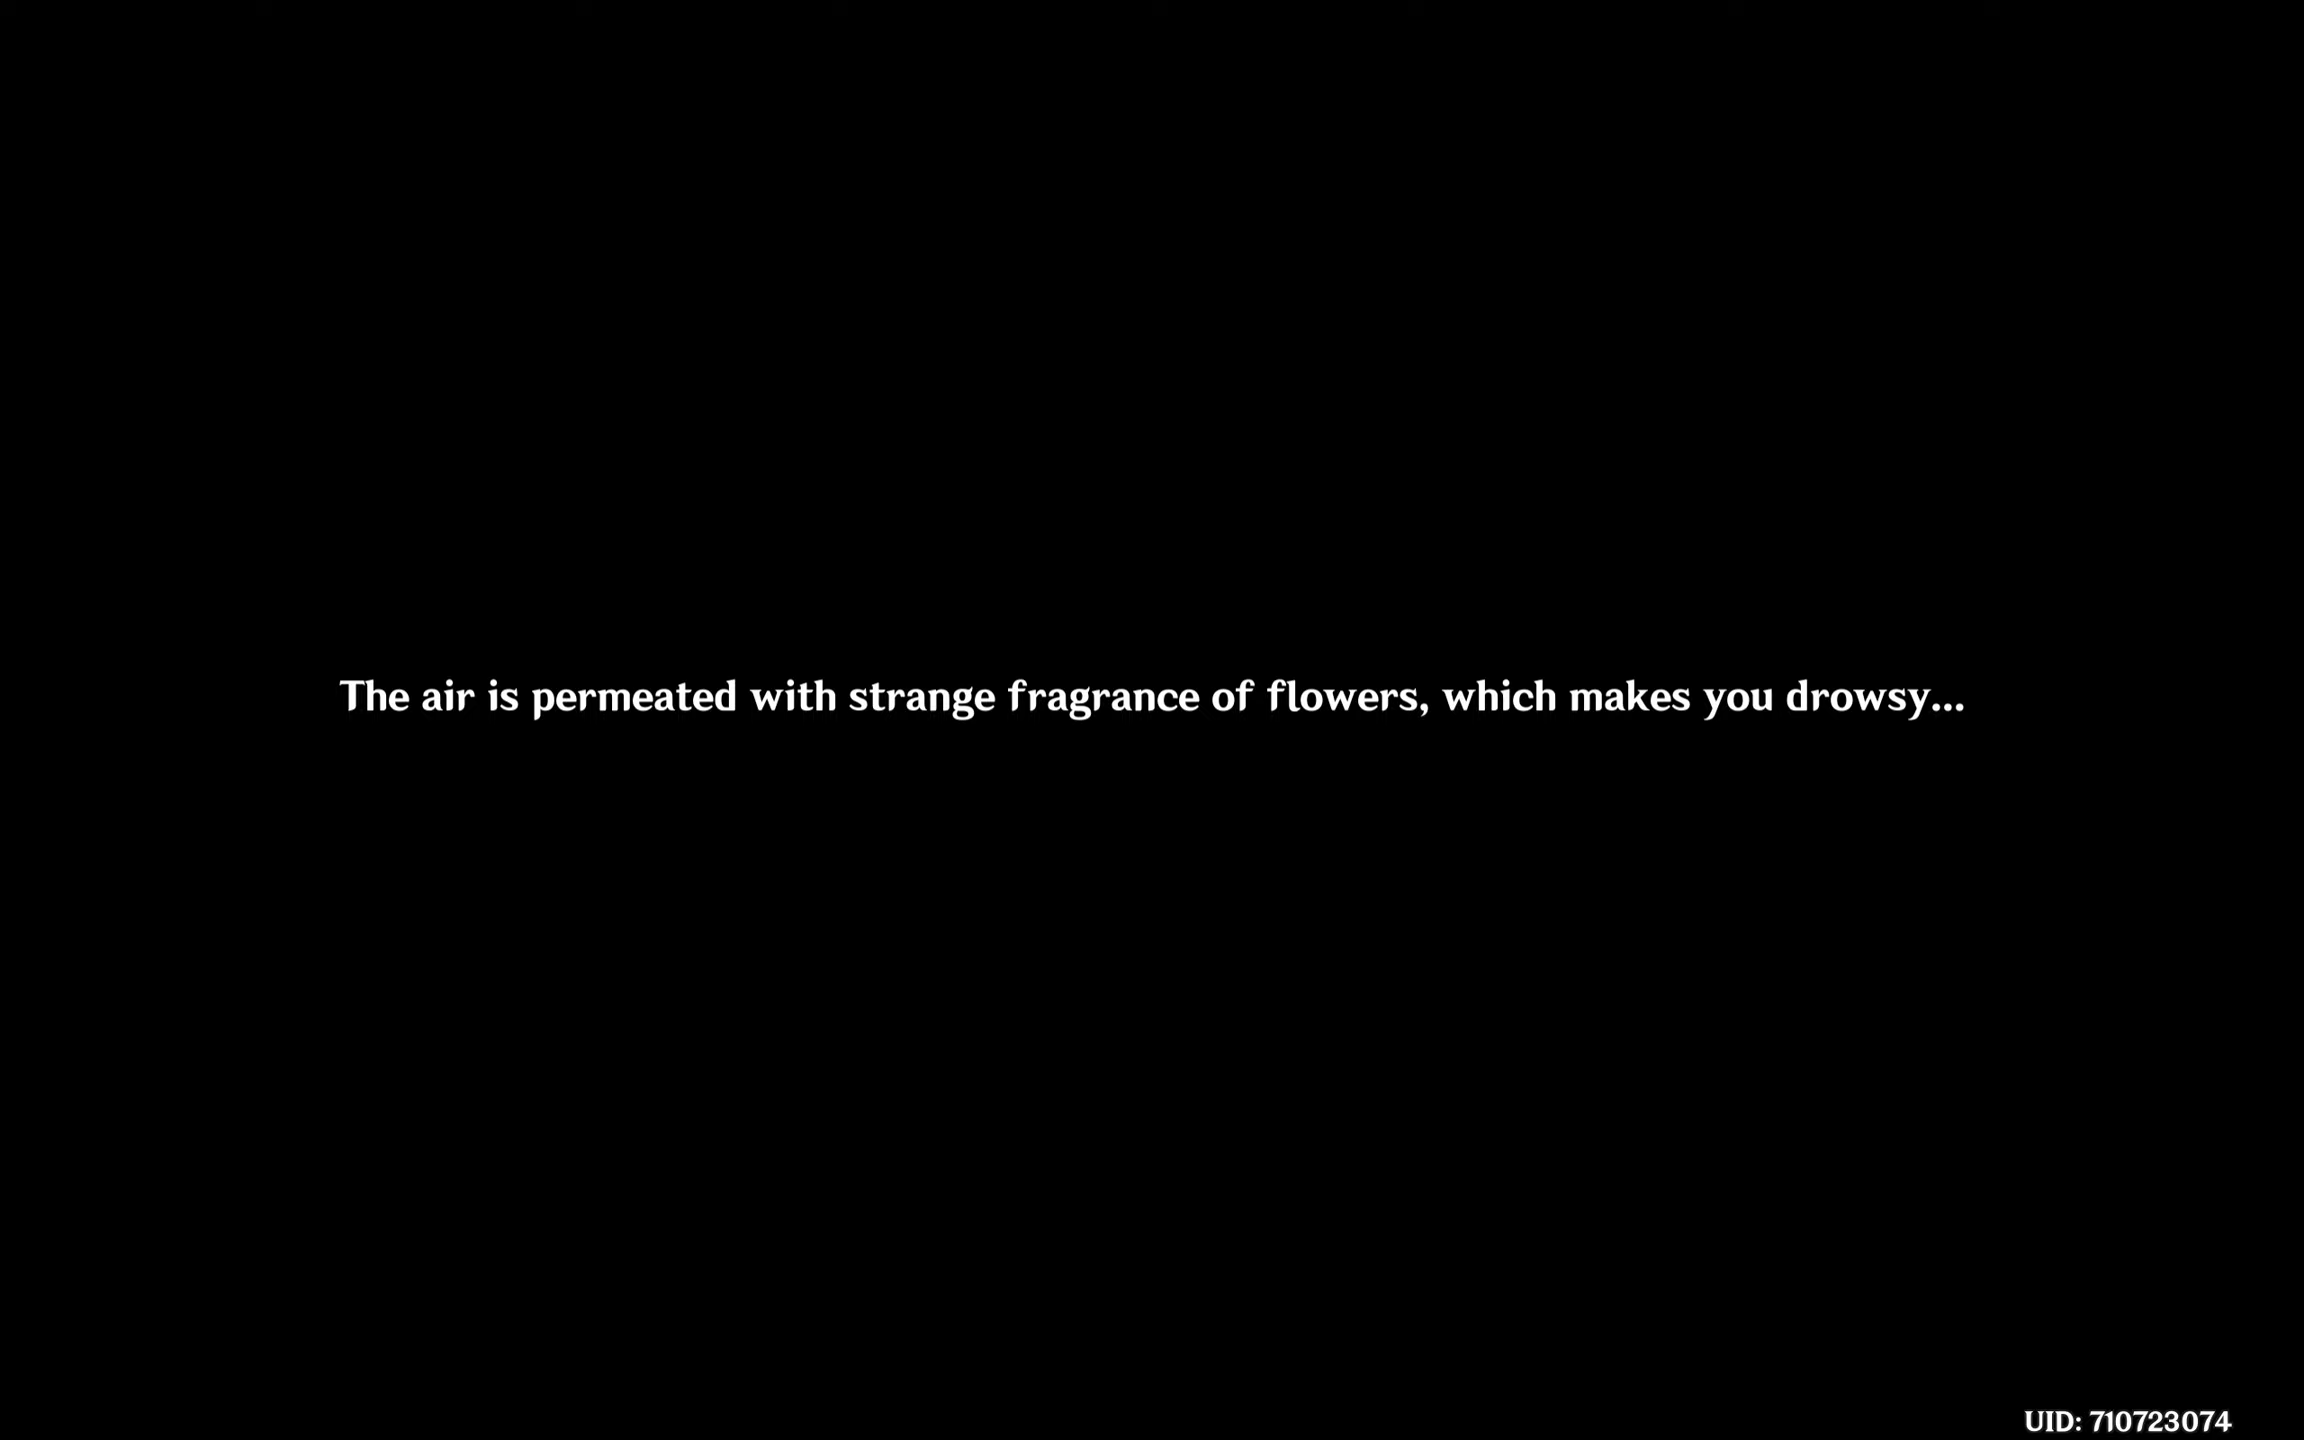 The air is permeated with strange fragrance of flowers, which makes you drowsy...
UID: 710723074